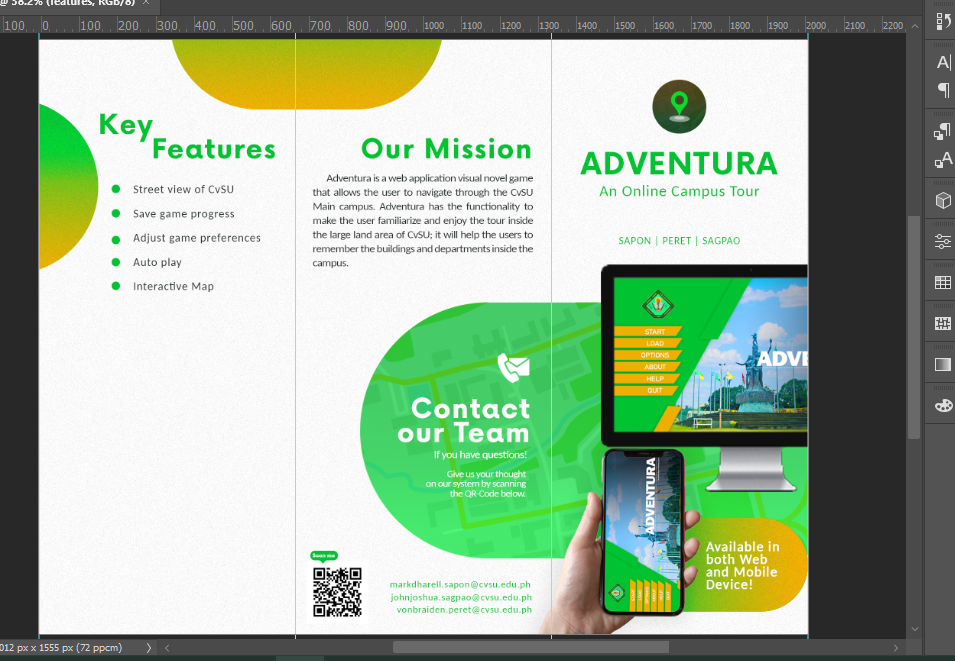 @ 58.2% (features, RGB/8)
100 0 100 200 300 400 500 600 700 800 900 1000 1100 1200 1300 1400 1500 1600 1700 1800 1900 2000 2100 2200
Key
Features
Street view of CvSU
Save game progress
Adjust game preferences
Auto play
Interactive Map
Our Mission
Adventura is a web application visual novel game
that allows the user to navigate through the CvSU
Main campus. Adventura has the functionality to
make the user familiarize and enjoy the tour inside
the large land area of CvSU; it will help the users to
remember the buildings and departments inside the
campus.
Contact
our Team
If you have questions!
Give us your thought
on our system by scanning
the QR-Code below.
Scan me
markdharell.sapon@cvsu.edu.ph
johnjoshua.sagpao@cvsu.edu.ph
vonbraiden.peret@cvsu.edu.ph
ADVENTURA
An Online Campus Tour
SAPON | PERET | SAGPAO
START
LOAD
OPTIONS
ABOUT
HELP
QUIT
ADVE
ADVENTURA
Available in
both Web
and Mobile
Device!
012 px x 1555 px (72 ppcm)